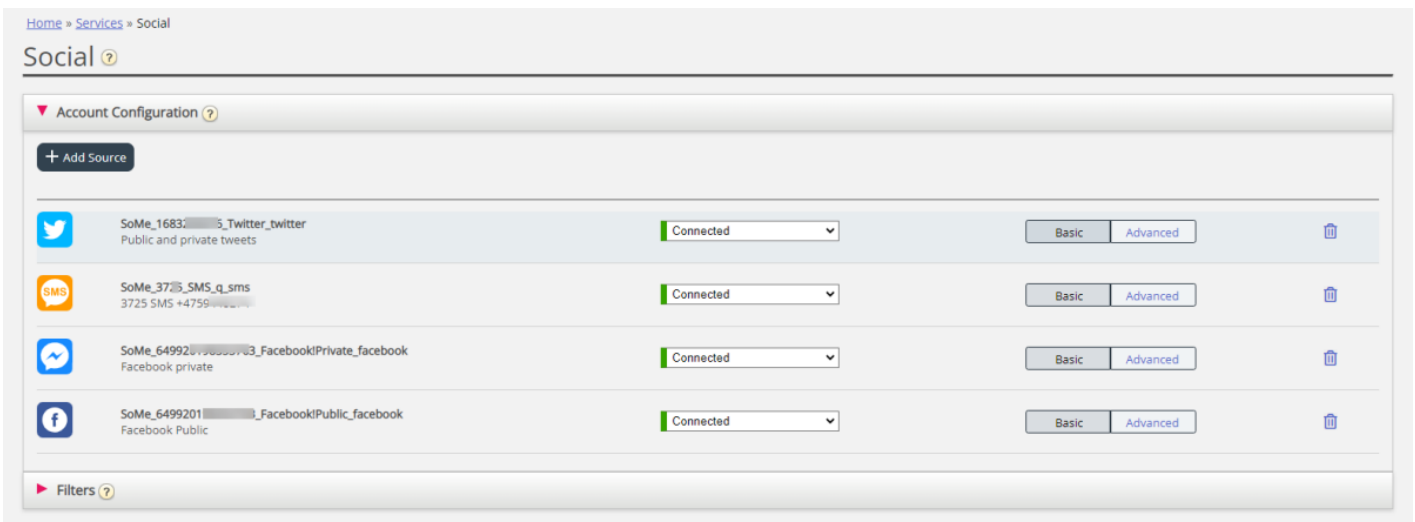 Home » Services » Social
Social ?
Account Configuration ?
+ Add Source
SoMe_1683 5_Twitter_twitter
Public and private tweets
Connected
Basic Advanced
SMS
SoMe_37 5_SMS_q_sms
3725 SMS +4759
Connected
Basic Advanced
SoMe_6499 3_Facebook!Private_facebook
Facebook private
Connected
Basic Advanced
f
SoMe_6499201 _Facebook!Public_facebook
Facebook Public
Connected
Basic Advanced
Filters ?